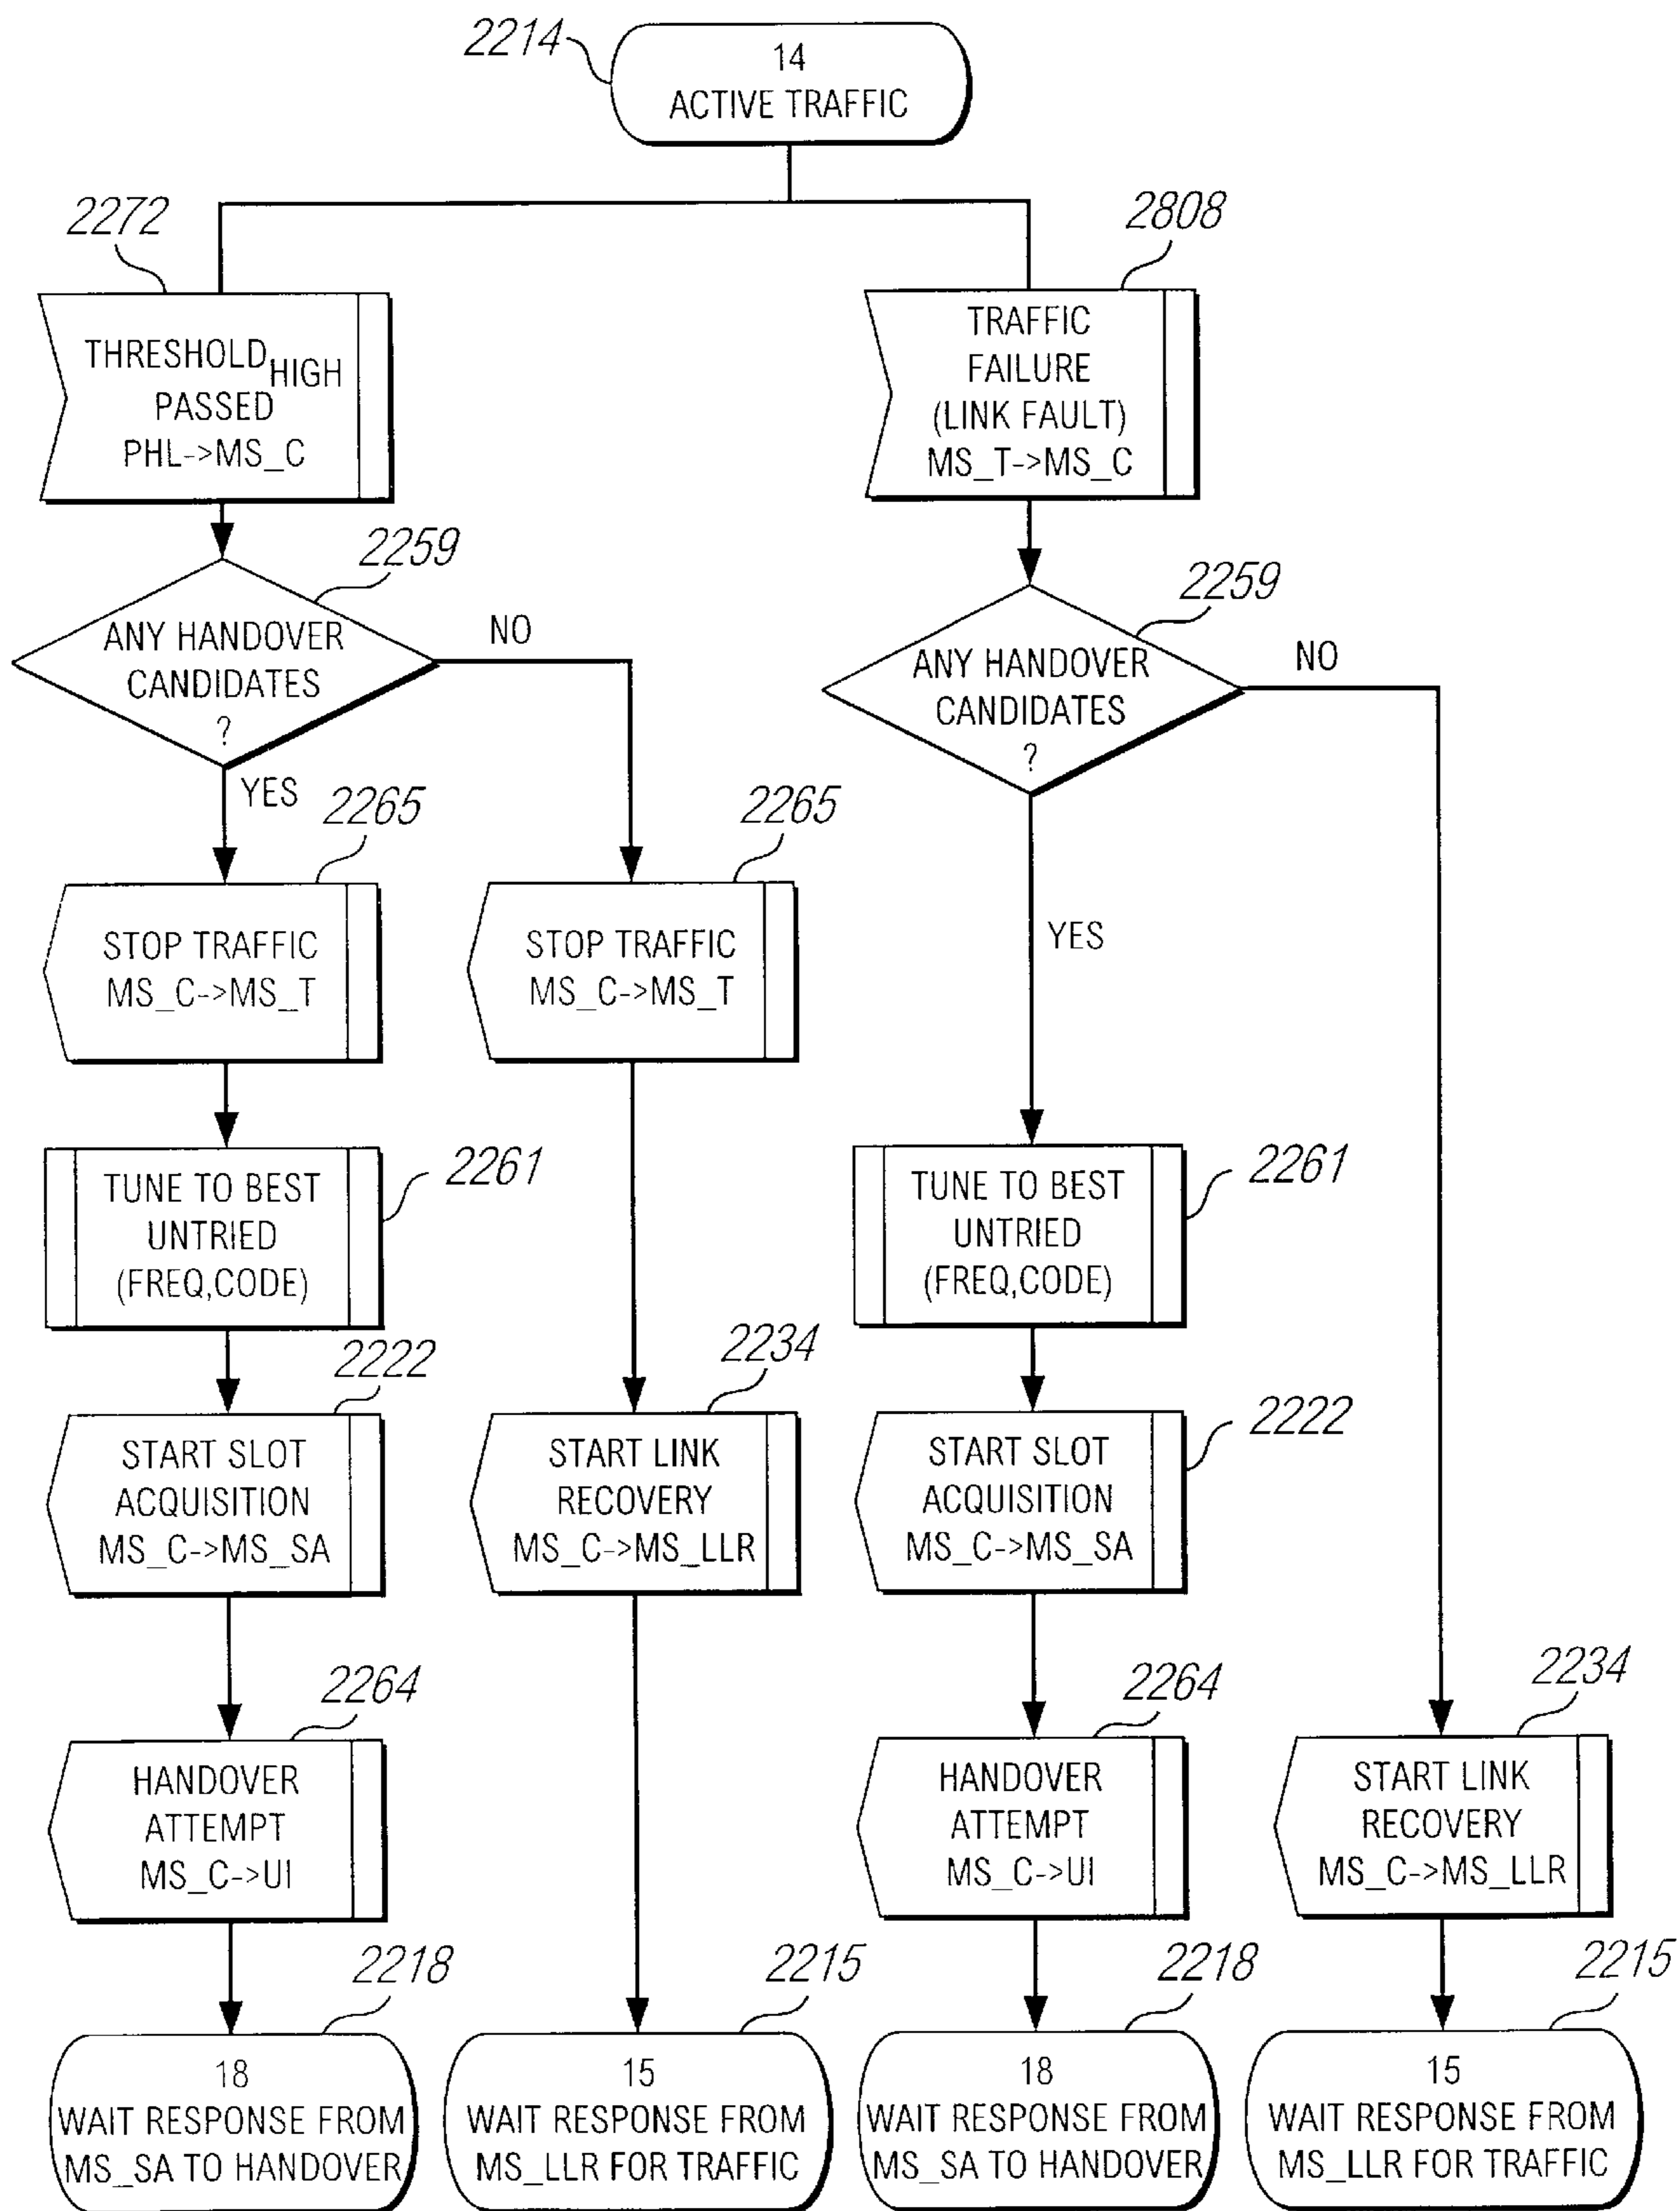 2214
14
ACTIVE TRAFFIC
2272
THRESHOLD HIGH
PASSED
PHL->MS_C
2808
TRAFFIC
FAILURE
(LINK FAULT)
MS_T->MS_C
2259
ANY HANDOVER
CANDIDATES
?
NO
YES
2259
ANY HANDOVER
CANDIDATES
?
NO
YES
2265
STOP TRAFFIC
MS_C->MS_T
2265
STOP TRAFFIC
MS_C->MS_T
2261
TUNE TO BEST
UNTRIED
(FREQ,CODE)
2261
TUNE TO BEST
UNTRIED
(FREQ,CODE)
2222
START SLOT
ACQUISITION
MS_C->MS_SA
2234
START LINK
RECOVERY
MS_C->MS_LLR
2222
START SLOT
ACQUISITION
MS_C->MS_SA
2264
HANDOVER
ATTEMPT
MS_C->UI
2264
HANDOVER
ATTEMPT
MS_C->UI
2234
START LINK
RECOVERY
MS_C->MS_LLR
2218
18
WAIT RESPONSE FROM
MS_SA TO HANDOVER
2215
15
WAIT RESPONSE FROM
MS_LLR FOR TRAFFIC
2218
18
WAIT RESPONSE FROM
MS_SA TO HANDOVER
2215
15
WAIT RESPONSE FROM
MS_LLR FOR TRAFFIC